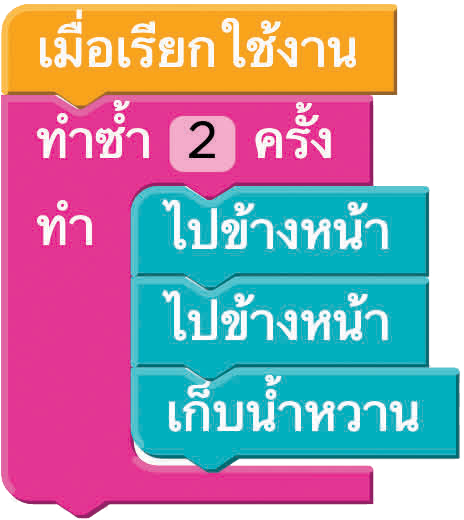 เมื่อเรียกใช้งาน
ทำซ้ำ 2 ครั้ง
ทำ ไปข้างหน้า
ไปข้างหน้า
เก็บน้ำหวาน